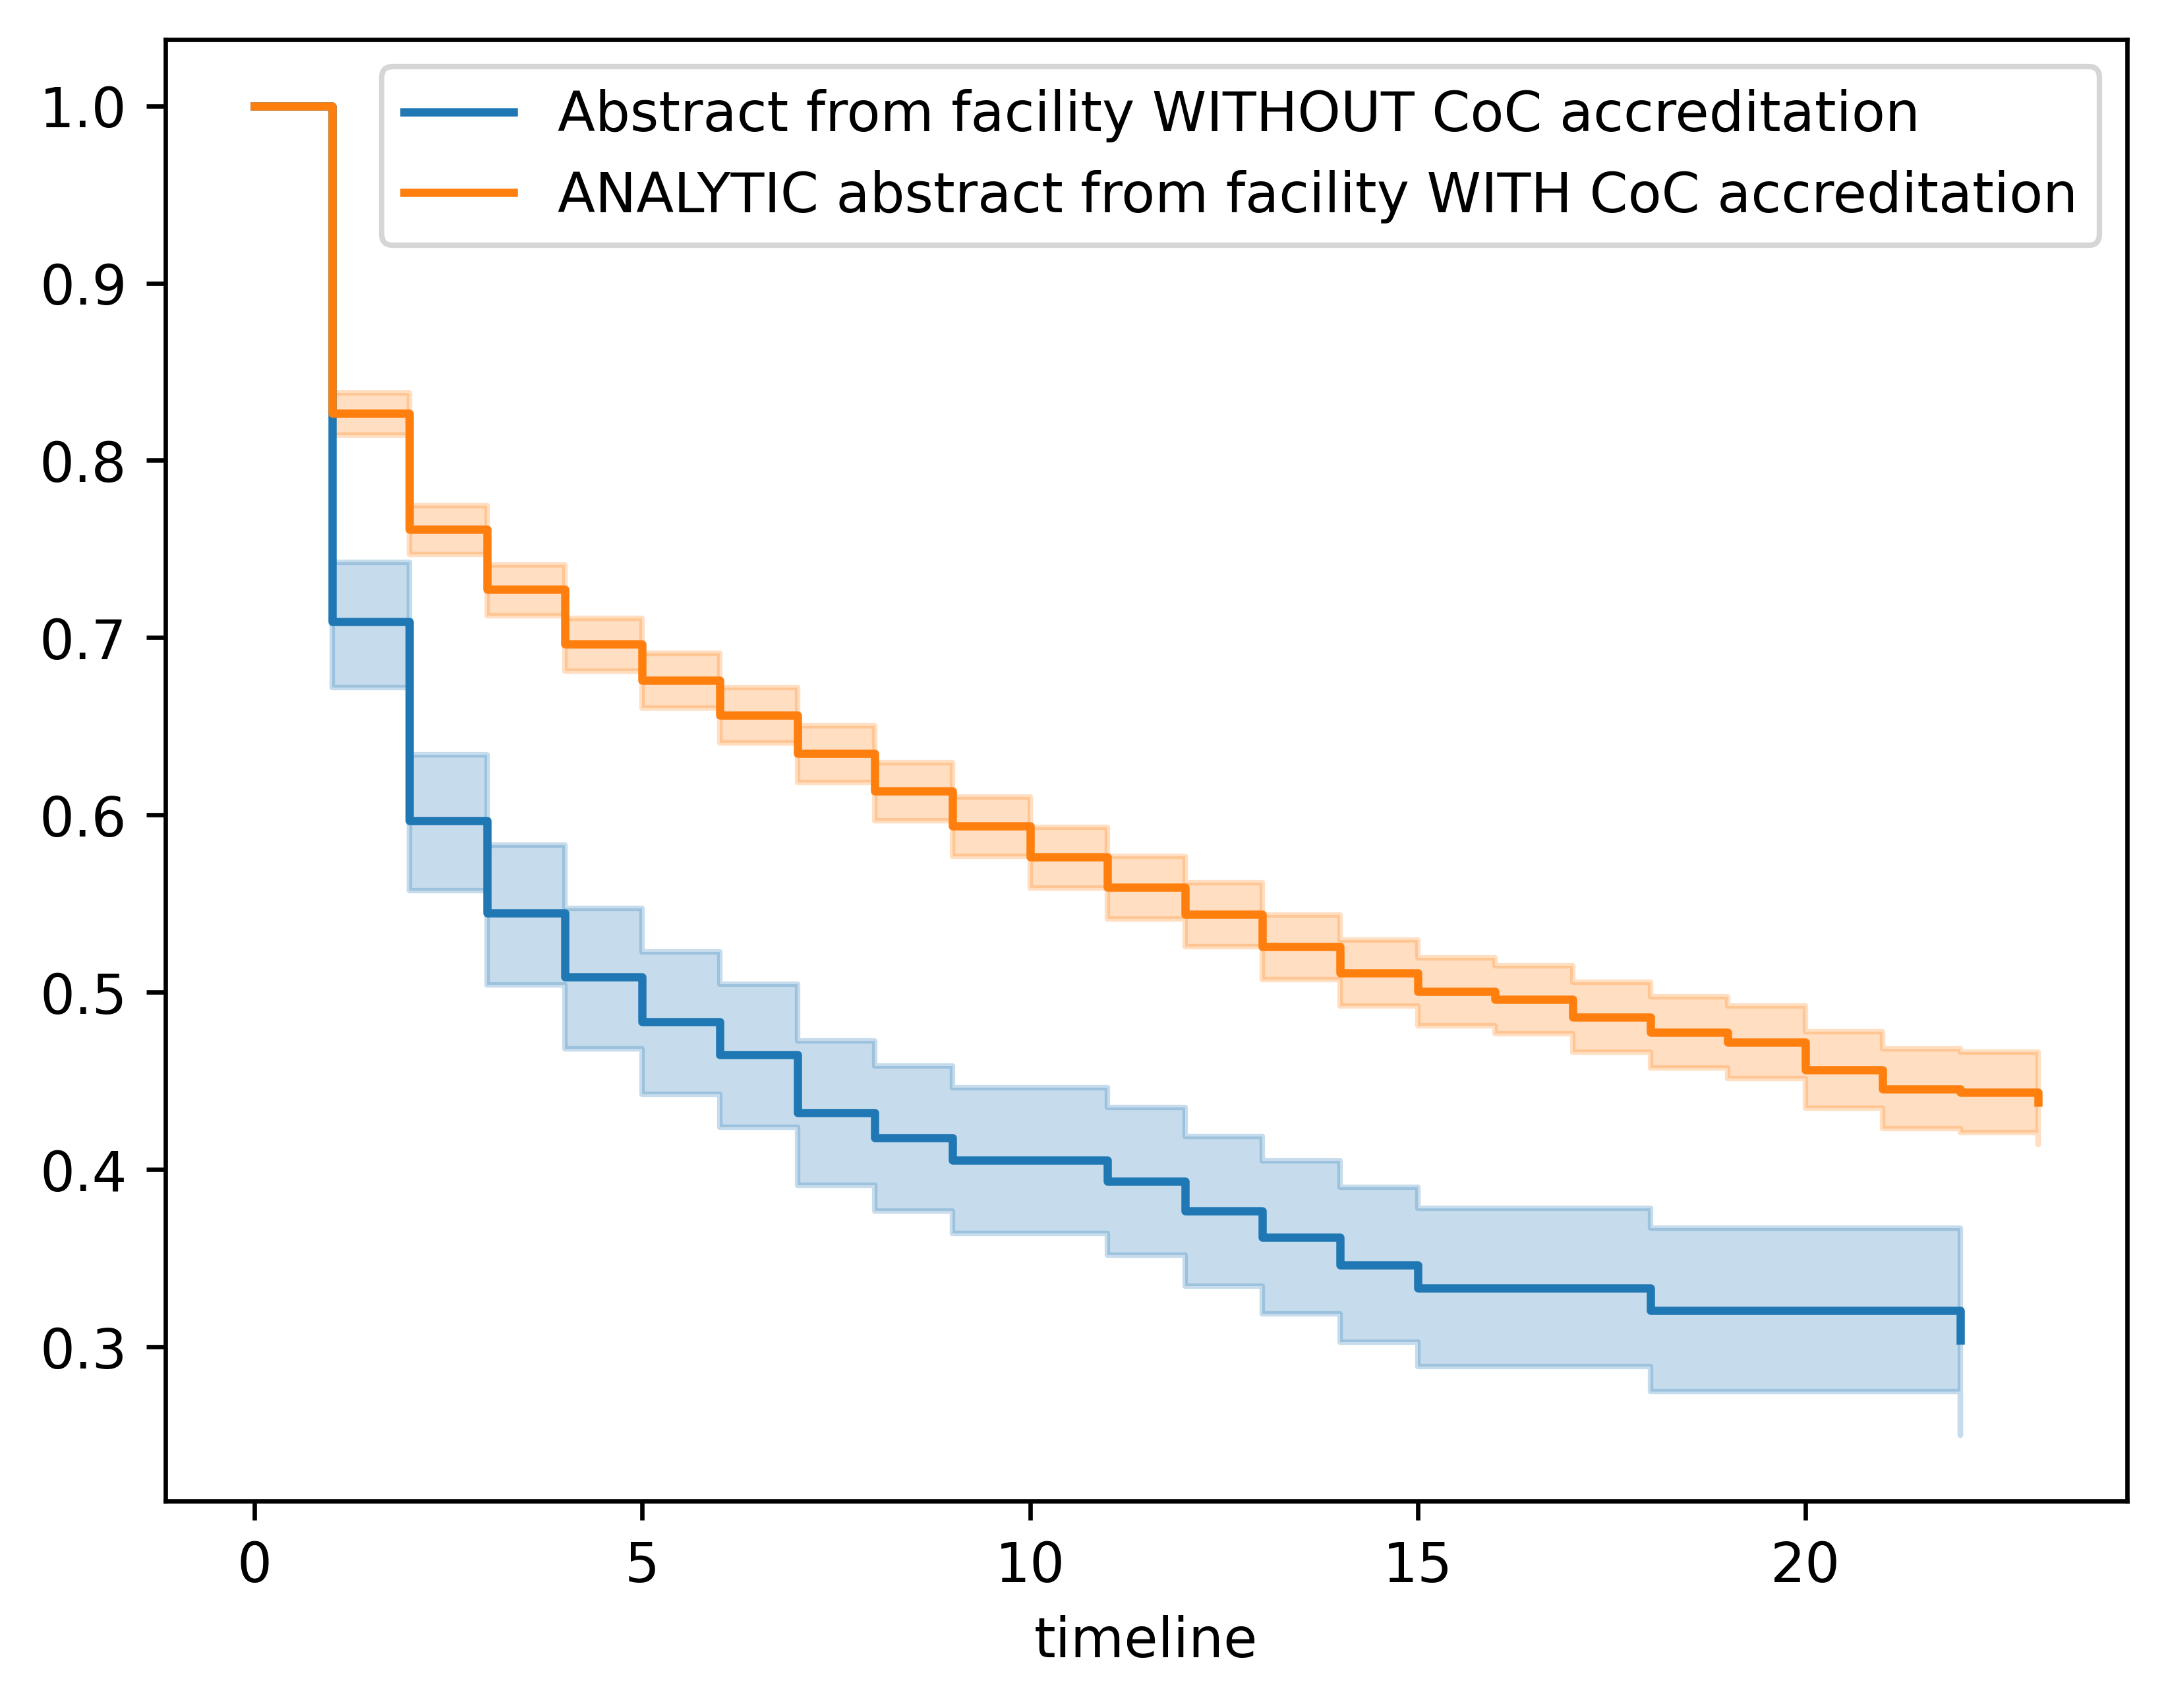 Abstract from facility WITHOUT CoC accreditation
ANALYTIC abstract from facility WITH CoC accreditation
1.0
0.9
0.8
0.7
0.6
0.5
0.4
0.3
0 5 10 15 20
timeline